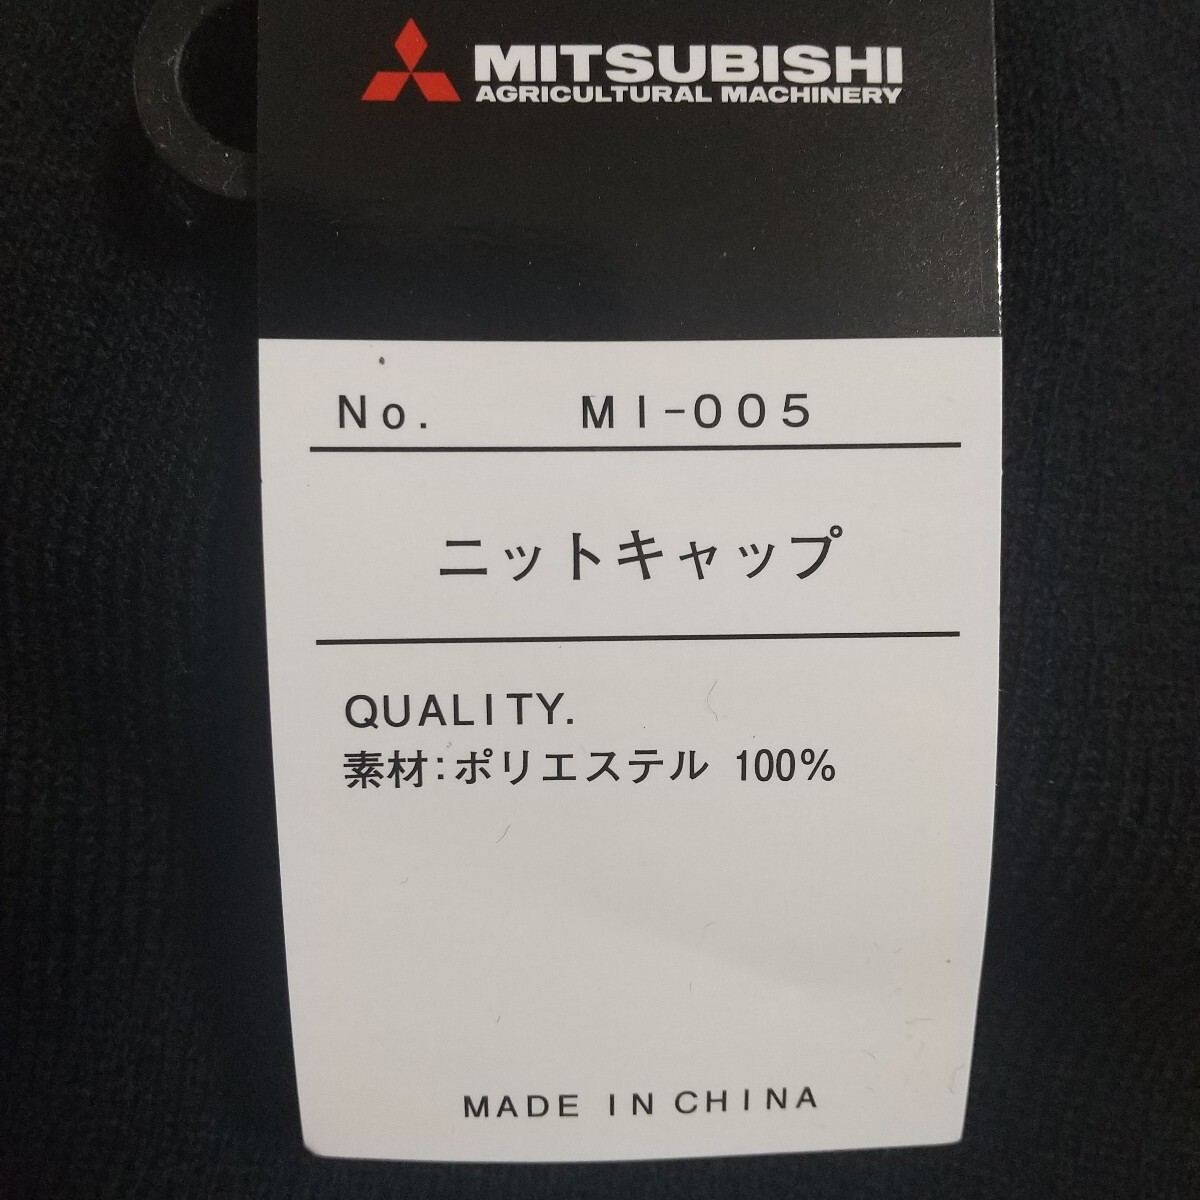 MITSUBISHI
AGRICULTURAL MACHINERY
No. MI-005
ニットキャップ
QUALITY.
素材:ポリエステル 100%
MADE IN CHINA